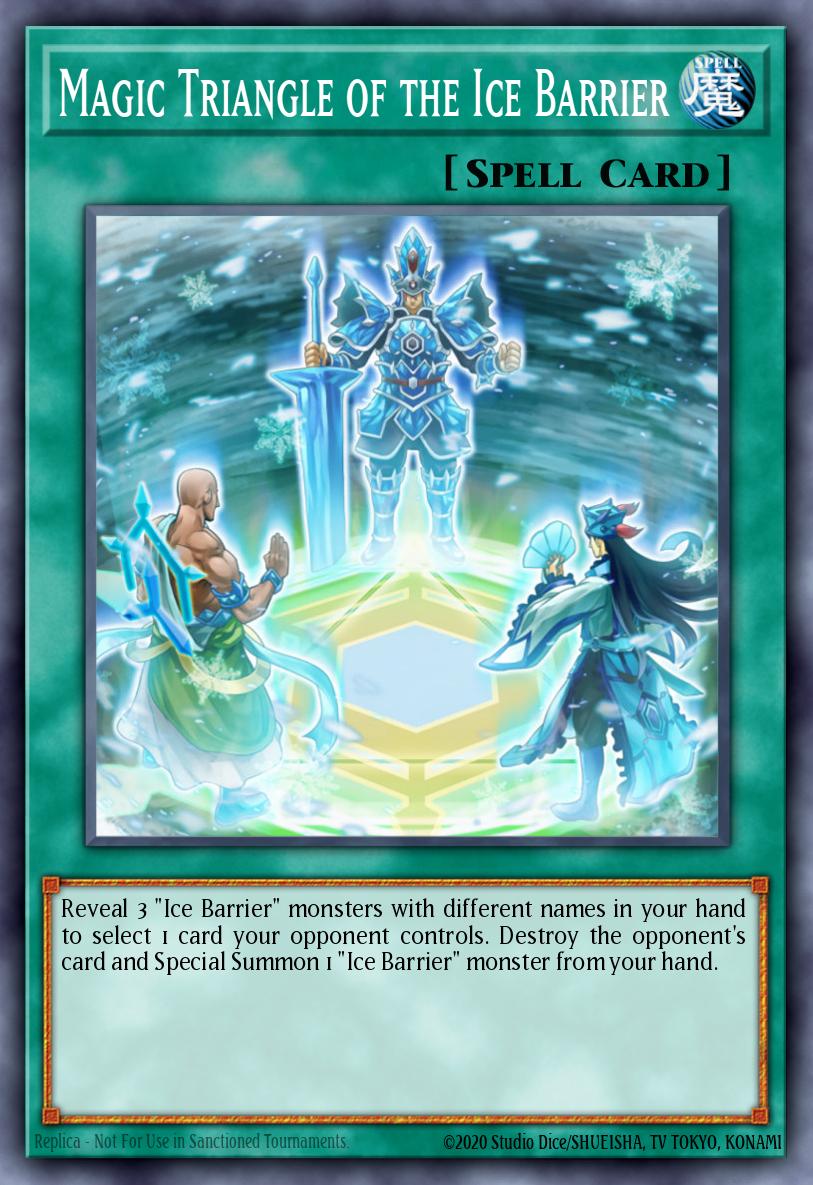 MAGIC TRIANGLE OF THE ICE BARRIER
SPELL
魔
[SPELL CARD]
Reveal 3 "Ice Barrier" monsters with different names in your hand
to select 1 card your opponent controls. Destroy the opponent's
card and Special Summon 1 "Ice Barrier" monster from your hand.
Replica - Not For Use in Sanctioned Tournaments.
©2020 Studio Dice/SHUEISHA, TV TOKYO, KONAMI